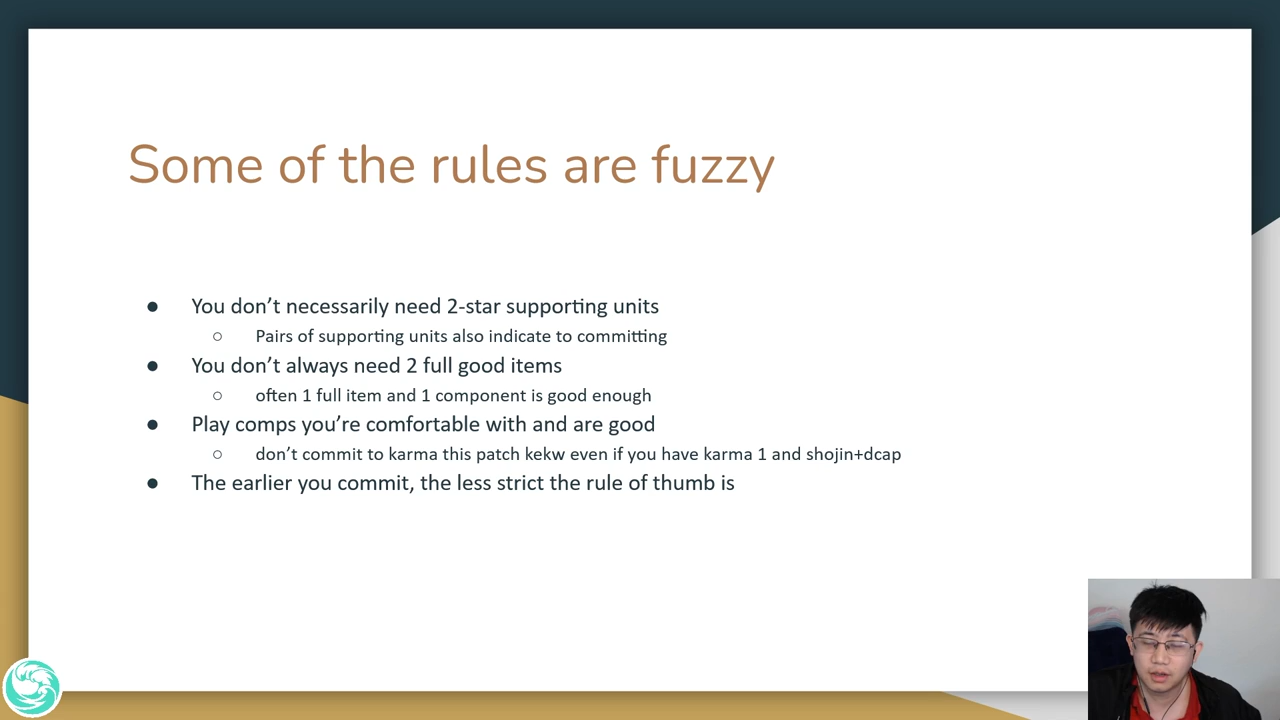 Some of the rules are fuzzy
● You don’t necessarily need 2-star supporting units
○ Pairs of supporting units also indicate to committing
● You don’t always need 2 full good items
○ often 1 full item and 1 component is good enough
● Play comps you’re comfortable with and are good
○ don’t commit to karma this patch kekw even if you have karma 1 and shojin+dcap
● The earlier you commit, the less strict the rule of thumb is